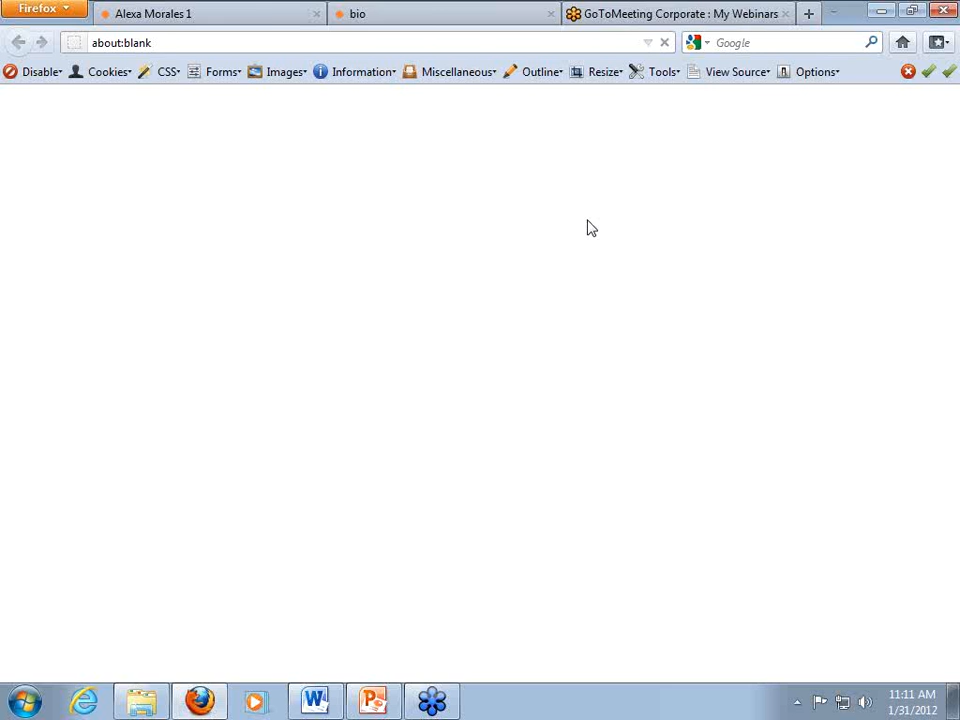 Firefox
Alexa Morales 1
bio
GoToMeeting Corporate : My Webinars
about:blank
Google
Disable
Cookies
CSS
Forms
Images
Information
Miscellaneous
Outline
Resize
Tools
View Source
Options
11:11 AM
1/31/2012